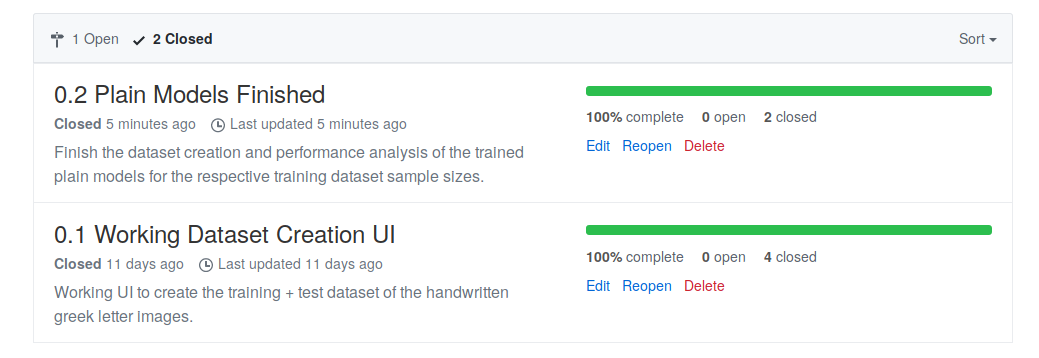 1 Open 2 Closed Sort
0.2 Plain Models Finished
Closed 5 minutes ago Last updated 5 minutes ago
Finish the dataset creation and performance analysis of the trained
plain models for the respective training dataset sample sizes.
100% complete 0 open 2 closed
Edit Reopen Delete
0.1 Working Dataset Creation UI
Closed 11 days ago Last updated 11 days ago
Working UI to create the training + test dataset of the handwritten
greek letter images.
100% complete 0 open 4 closed
Edit Reopen Delete